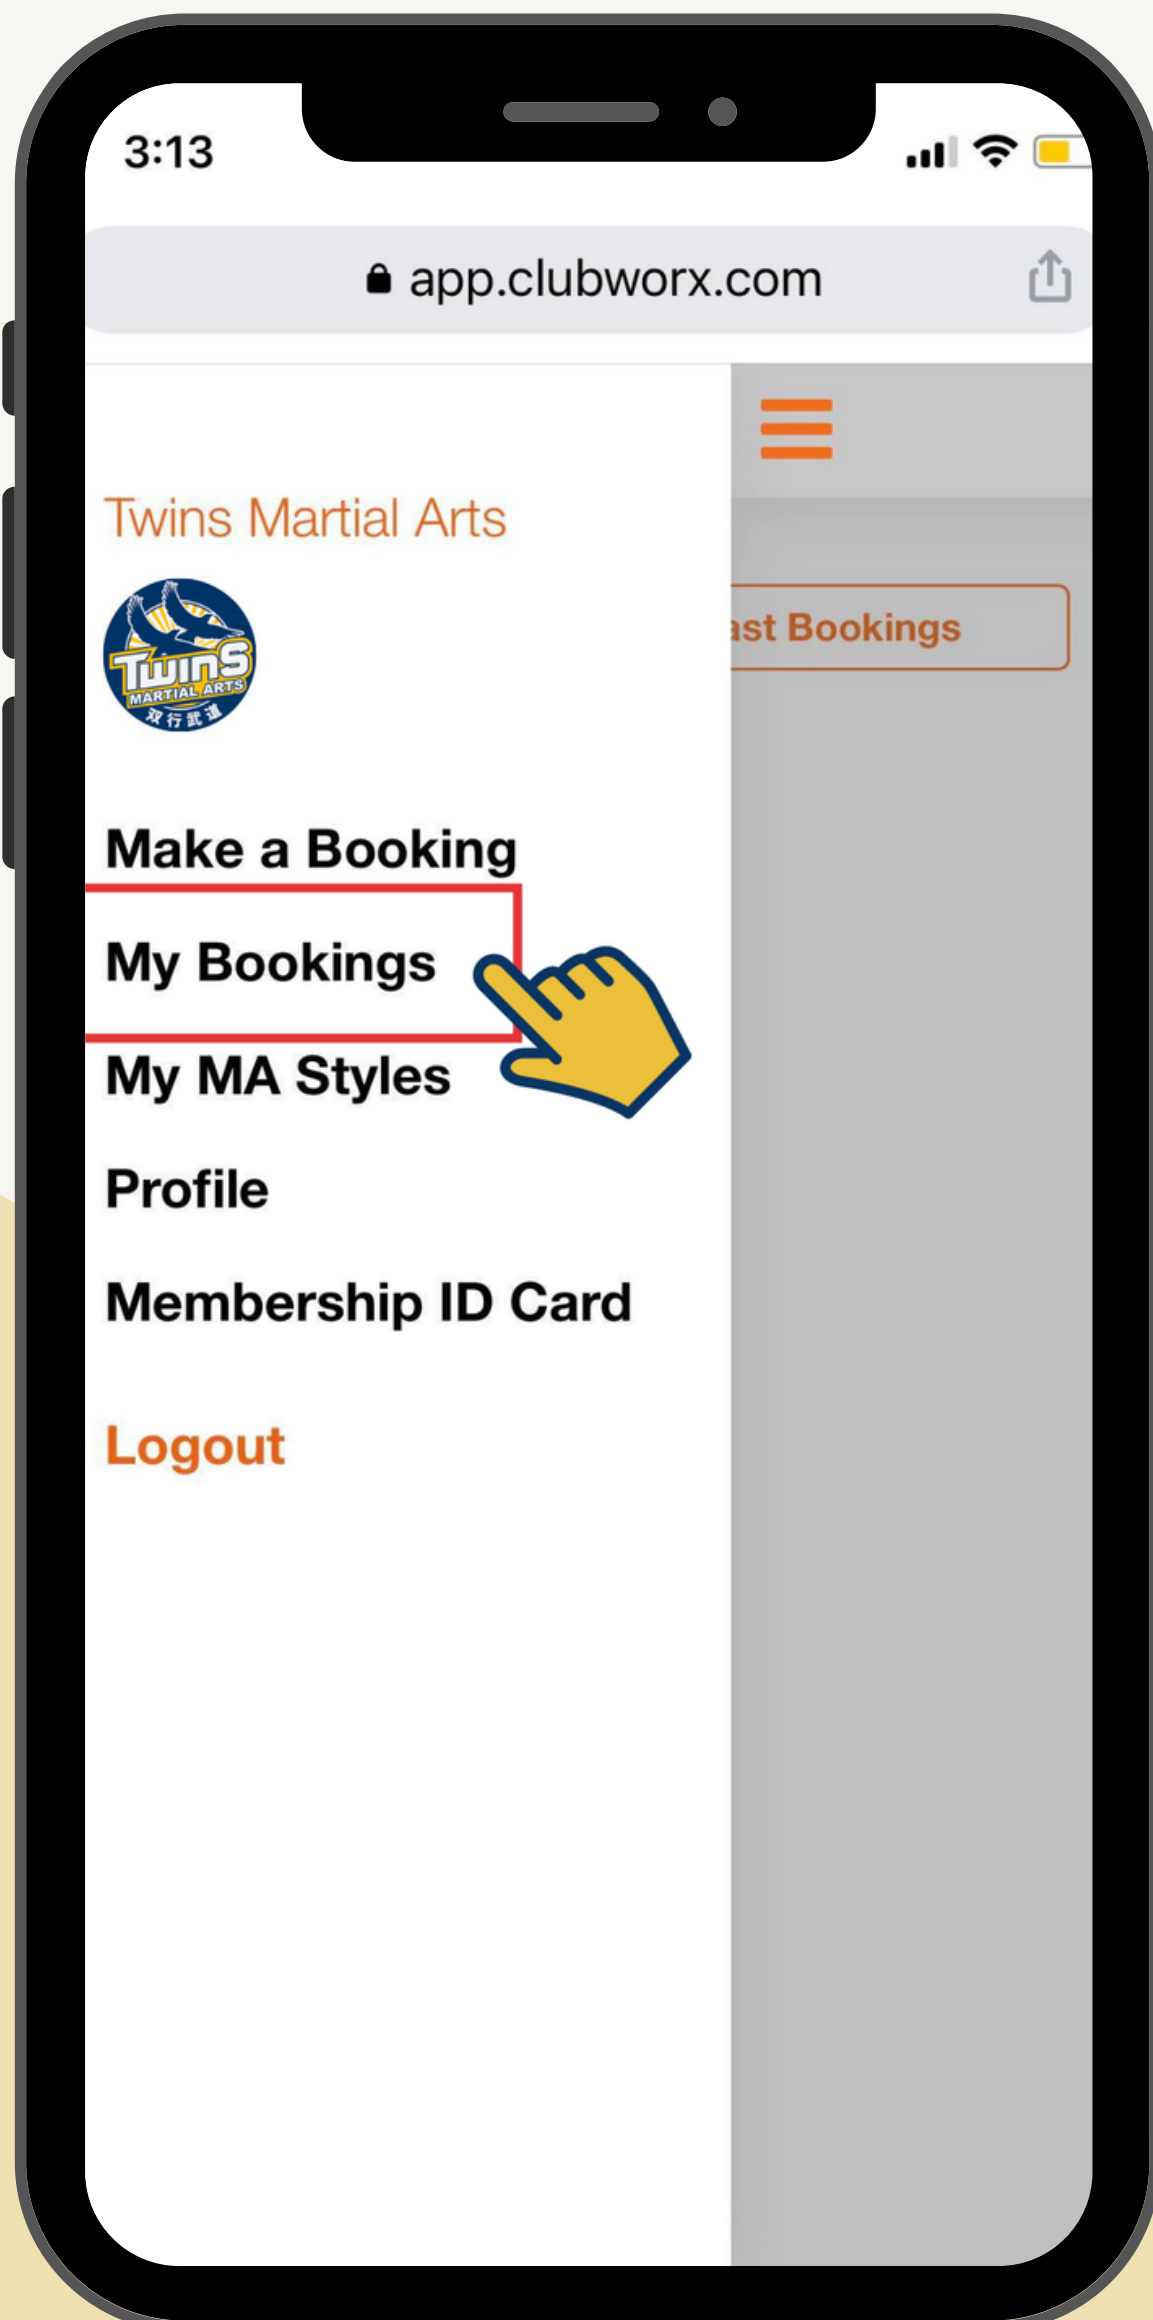 3:13
app.clubworx.com
Twins Martial Arts
TWINS
MARTIAL ARTS
双行武道
ast Bookings
Make a Booking
My Bookings
My MA Styles
Profile
Membership ID Card
Logout